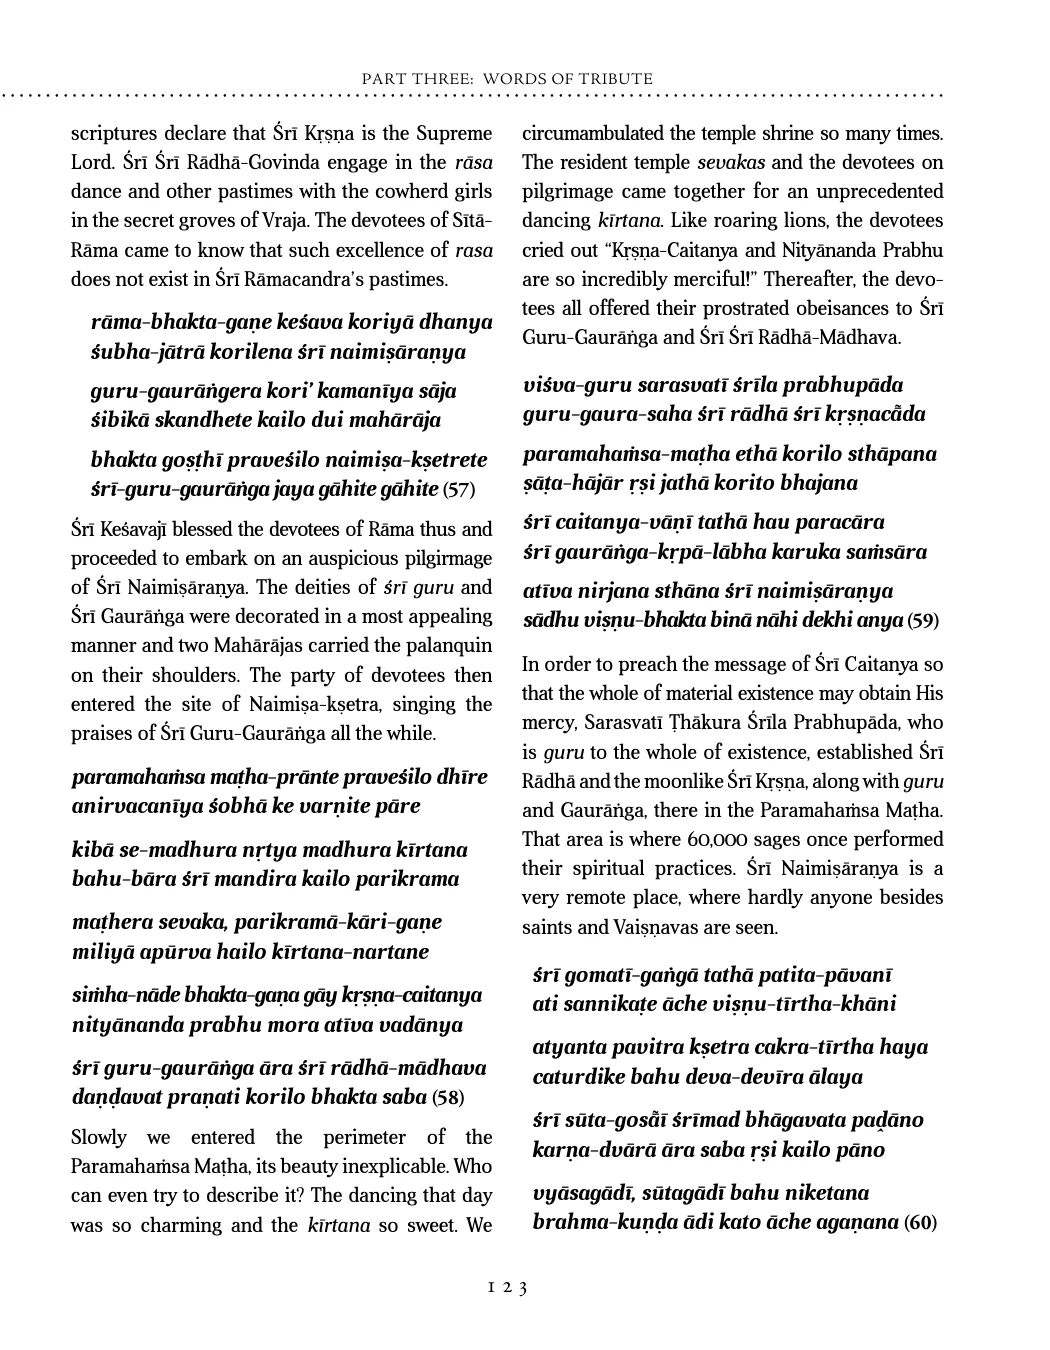 PART THREE: WORDS OF TRIBUTE
scriptures declare that Śrī Kṛṣṇa is the Supreme
Lord. Śrī Śrī Rādhā-Govinda engage in the rāsa
dance and other pastimes with the cowherd girls
in the secret groves of Vraja. The devotees of Sītā-
Rāma came to know that such excellence of rasa
does not exist in Śrī Rāmacandra's pastimes.
rāma-bhakta-gaṇe keśava koriyā dhanya
śubha-jātrā korilena śrī naimiṣāraṇya
guru-gaurāṅgera kori' kamanīya sāja
śibikā skandhete kailo dui mahārāja
bhakta goṣṭhī praveśilo naimiṣa-kṣetrete
śrī-guru-gaurāṅga jaya gāhite gāhite (57)
Śrī Keśavajī blessed the devotees of Rāma thus and
proceeded to embark on an auspicious pilgirmage
of Śrī Naimiṣāraṇya. The deities of śrī guru and
Śrī Gaurāṅga were decorated in a most appealing
manner and two Mahārājas carried the palanquin
on their shoulders. The party of devotees then
entered the site of Naimiṣa-kṣetra, singing the
praises of Śrī Guru-Gaurāṅga all the while.
paramahaṁsa maṭha-prānte praveśilo dhīre
anirvacanīya śobhā ke varṇite pāre
kibā se-madhura nṛtya madhura kīrtana
bahu-bāra śrī mandira kailo parikrama
maṭhera sevaka, parikramā-kāri-gaṇe
miliyā apūrva hailo kīrtana-nartane
siṁha-nāde bhakta-gaṇa gāy kṛṣṇa-caitanya
nityānanda prabhu mora atīva vadānya
śrī guru-gaurāṅga āra śrī rādhā-mādhava
daṇḍavat praṇati korilo bhakta saba (58)
Slowly we entered the perimeter of the
Paramahaṁsa Maṭha, its beauty inexplicable. Who
can even try to describe it? The dancing that day
was so charming and the kīrtana so sweet. We
circumambulated the temple shrine so many times.
The resident temple sevakas and the devotees on
pilgrimage came together for an unprecedented
dancing kīrtana. Like roaring lions, the devotees
cried out “Kṛṣṇa-Caitanya and Nityānanda Prabhu
are so incredibly merciful!” Thereafter, the devo-
tees all offered their prostrated obeisances to Śrī
Guru-Gaurāṅga and Śrī Śrī Rādhā-Mādhava.
viśva-guru sarasvatī śrīla prabhupāda
guru-gaura-saha śrī rādhā śrī kṛṣṇacā̃da
paramahaṁsa-maṭha ethā korilo sthāpana
ṣāṭa-hājār ṛṣi jathā korito bhajana
śrī caitanya-vāṇī tathā hau paracāra
śrī gaurāṅga-kṛpā-lābha karuka saṁsāra
atīva nirjana sthāna śrī naimiṣāraṇya
sādhu viṣṇu-bhakta binā nāhi dekhi anya (59)
In order to preach the message of Śrī Caitanya so
that the whole of material existence may obtain His
mercy, Sarasvatī Ṭhākura Śrīla Prabhupāda, who
is guru to the whole of existence, established Śrī
Rādhā and the moonlike Śrī Kṛṣṇa, along with guru
and Gaurāṅga, there in the Paramahaṁsa Maṭha.
That area is where 60,000 sages once performed
their spiritual practices. Śrī Naimiṣāraṇya is a
very remote place, where hardly anyone besides
saints and Vaiṣṇavas are seen.
śrī gomatī-gaṅgā tathā patita-pāvanī
ati sannikaṭe āche viṣṇu-tīrtha-khāni
atyanta pavitra kṣetra cakra-tīrtha haya
caturdike bahu deva-devīra ālaya
śrī sūta-gosā̃ī śrīmad bhāgavata paḍāno
karṇa-dvārā āra saba ṛṣi kailo pānô
vyāsagādī, sūtagādī bahu niketana
brahma-kuṇḍa ādi kato āche agaṇana (60)
123